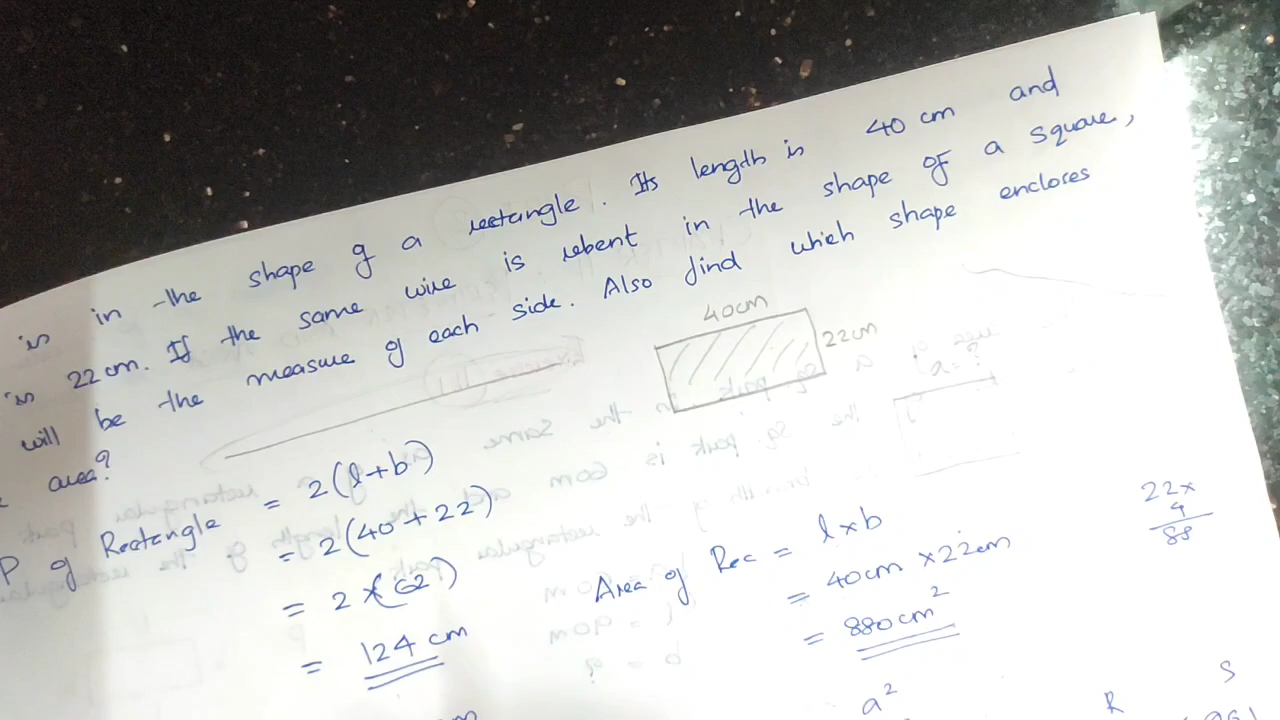 is in the shape of a rectangle. Its length is 40 cm and
is 22 cm. If the same wire is rebent in the shape of a square,
will be the measure of each side. Also find which shape encloses
area?
40cm
22cm
a=?
P of Rectangle = 2(l+b)
= 2(40+22)
= 2×(62)
= 124 cm
Area of Rec = l×b
= 40cm ×22cm
= 880cm²
22×
4
88
a²
R S